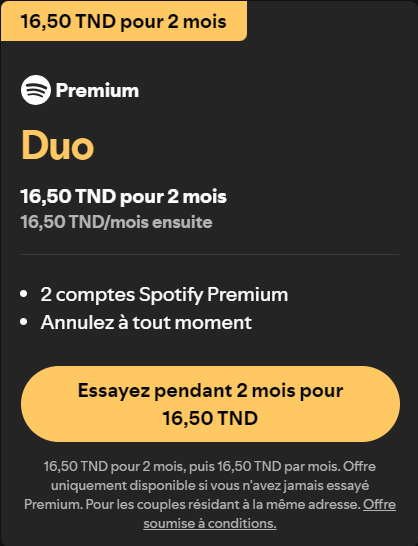 16,50 TND pour 2 mois
Premium
Duo
16,50 TND pour 2 mois
16,50 TND/mois ensuite
• 2 comptes Spotify Premium
• Annulez à tout moment
Essayez pendant 2 mois pour
16,50 TND
16,50 TND pour 2 mois, puis 16,50 TND par mois. Offre
uniquement disponible si vous n'avez jamais essayé
Premium. Pour les couples résidant à la même adresse. Offre
soumise à conditions.